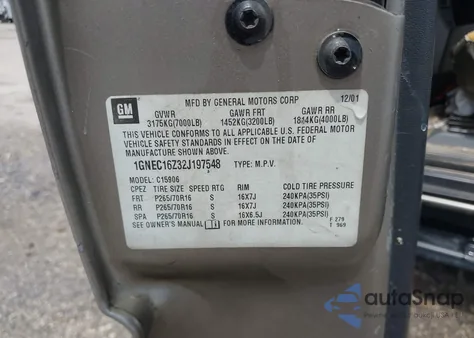 GM
MFD BY GENERAL MOTORS CORP 12/01
GVWR GAWR FRT GAWR RR
3175KG(7000LB) 1452KG(3200LB) 1814KG(4000LB)
THIS VEHICLE CONFORMS TO ALL APPLICABLE U.S. FEDERAL MOTOR
VEHICLE SAFETY STANDARDS IN EFFECT ON THE DATE OF
MANUFACTURE SHOWN ABOVE.
1GNEC16Z32J197548 TYPE: M.P.V.
MODEL: C15906
CPEZ TIRE SIZE SPEED RTG RIM COLD TIRE PRESSURE
FRT P265/70R16 S 16X7J 240KPA(35PSI)
RR P265/70R16 S 16X7J 240KPA(35PSI)
SPA P265/70R16 S 16X6.5J 240KPA(35PSI)
SEE OWNER'S MANUAL FOR MORE INFORMATION
F 279
T 969
autaSnap